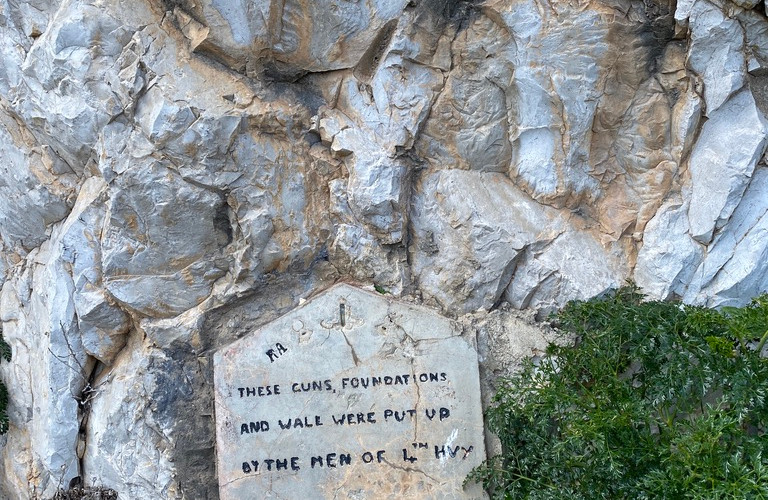 RA
THESE GUNS, FOUNDATIONS
AND WALL WERE PUT UP
BY THE MEN OF 4TH HVY